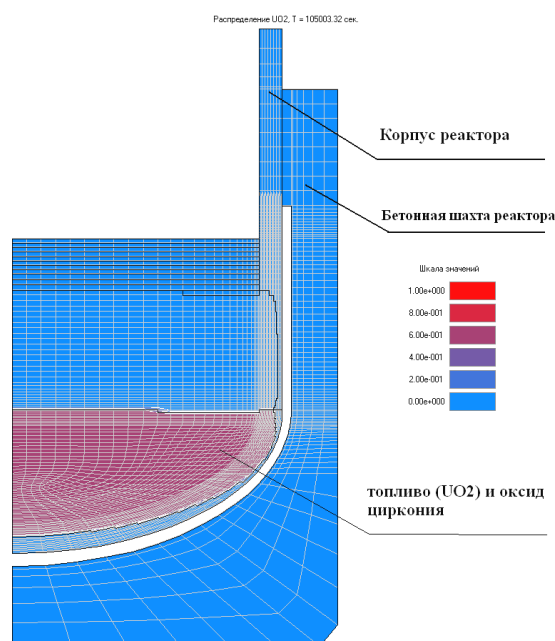 Распределение UO2, T = 105003.32 сек.
Корпус реактора
Бетонная шахта реактора
Шкала значений
1.00e+000
8.00e-001
6.00e-001
4.00e-001
2.00e-001
0.00e+000
топливо (UO2) и оксид
циркония